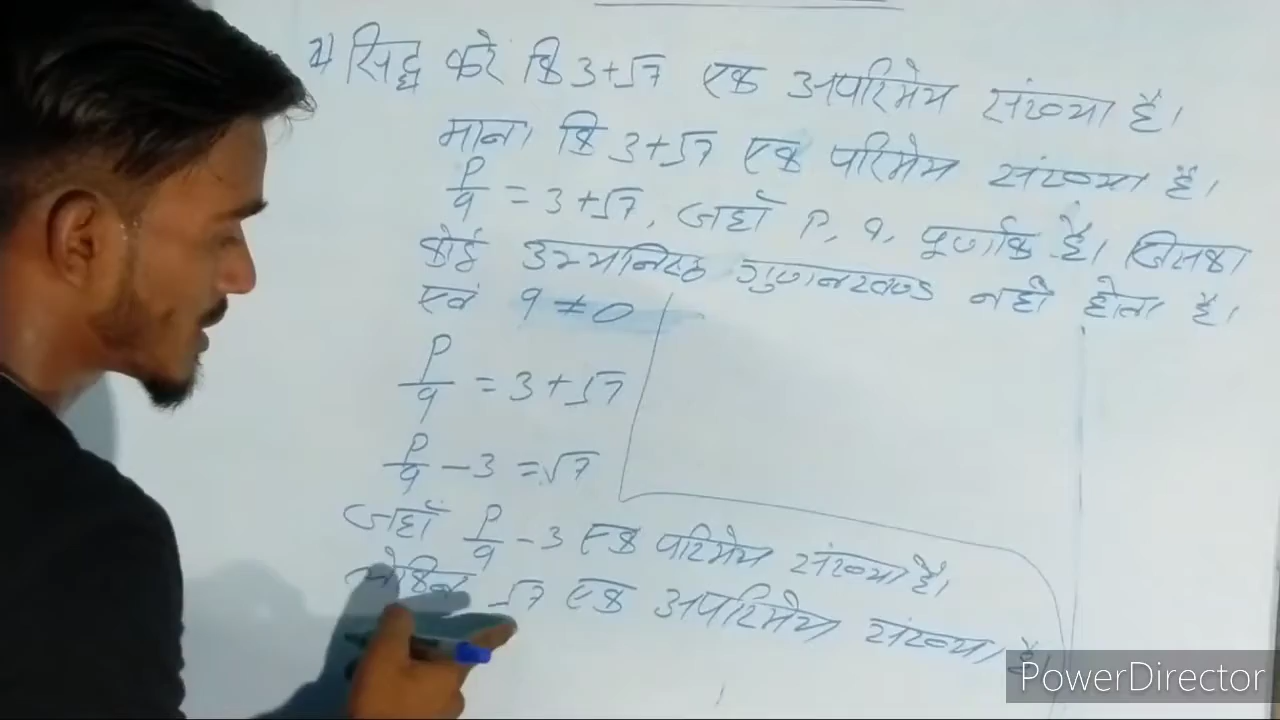 सिद्ध करे कि 3+√7 एक अपरिमेय संख्या है।
माना कि 3+√7 एक परिमेय संख्या है।
p/q = 3+√7, जहाँ P, q, पूर्णांक है। जिसका
कोई उभयनिष्ठ गुणनखण्ड नही होता है।
एवं q ≠ 0
p/q = 3+√7
p/q - 3 = √7
जहाँ p/q - 3 एक परिमेय संख्या है।
लेकिन √7 एक अपरिमेय संख्या है।
PowerDirector